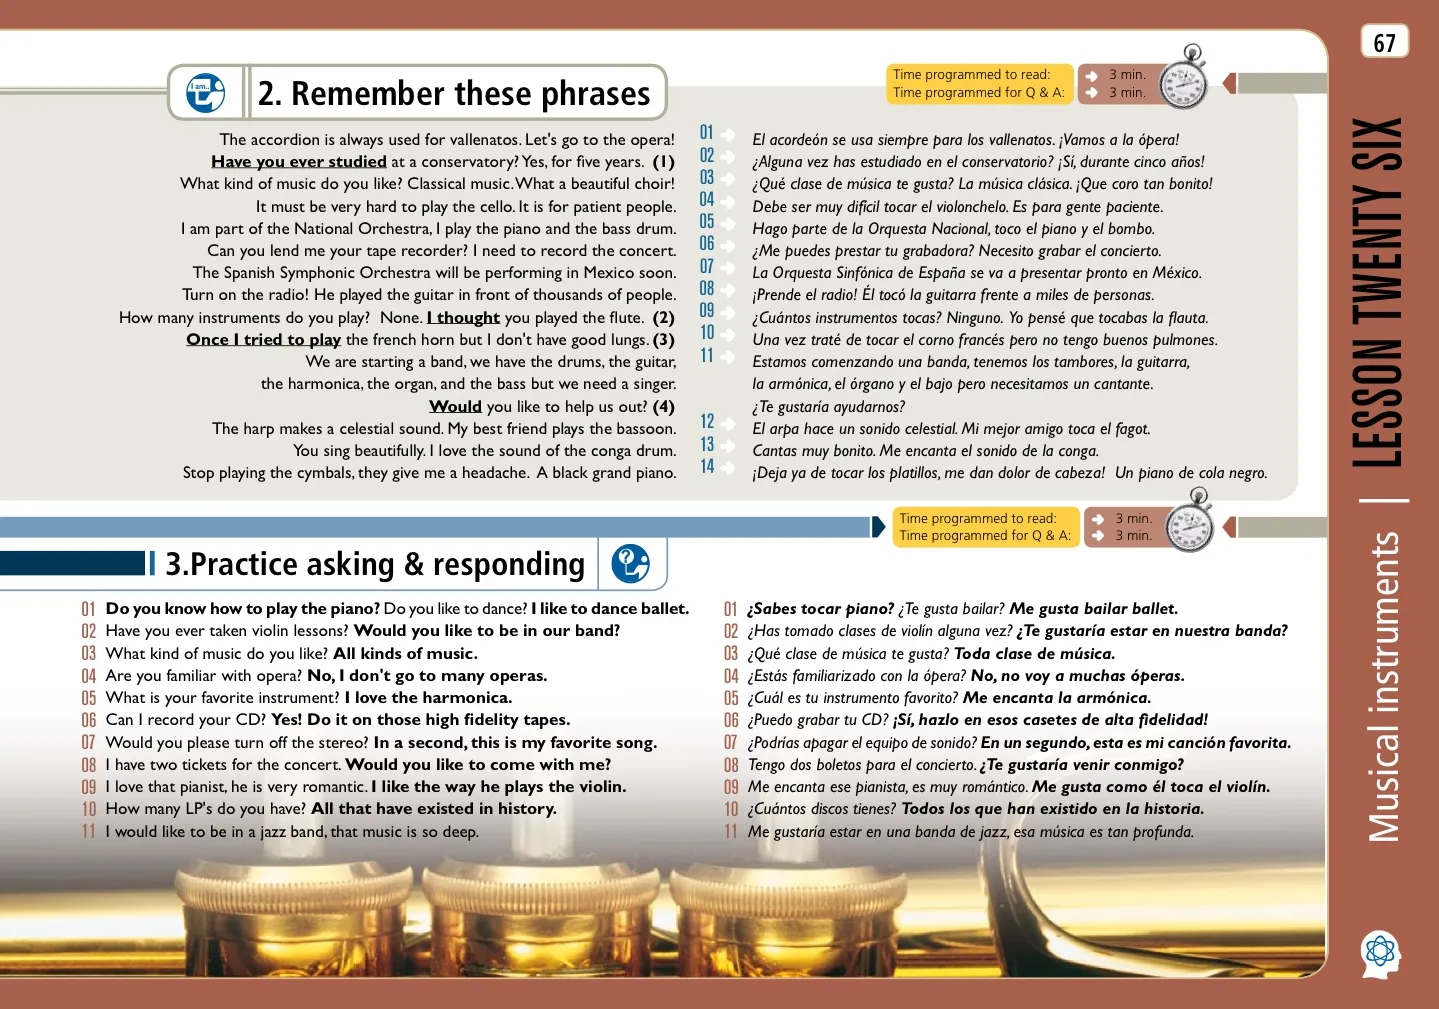 67
LESSON TWENTY SIX
Musical instruments
I am..
2. Remember these phrases
Time programmed to read: 3 min.
Time programmed for Q & A: 3 min.
The accordion is always used for vallenatos. Let's go to the opera!
Have you ever studied at a conservatory? Yes, for five years. (1)
What kind of music do you like? Classical music. What a beautiful choir!
It must be very hard to play the cello. It is for patient people.
I am part of the National Orchestra, I play the piano and the bass drum.
Can you lend me your tape recorder? I need to record the concert.
The Spanish Symphonic Orchestra will be performing in Mexico soon.
Turn on the radio! He played the guitar in front of thousands of people.
How many instruments do you play? None. I thought you played the flute. (2)
Once I tried to play the french horn but I don't have good lungs. (3)
We are starting a band, we have the drums, the guitar,
the harmonica, the organ, and the bass but we need a singer.
Would you like to help us out? (4)
The harp makes a celestial sound. My best friend plays the bassoon.
You sing beautifully. I love the sound of the conga drum.
Stop playing the cymbals, they give me a headache. A black grand piano.
01 El acordeón se usa siempre para los vallenatos. ¡Vamos a la ópera!
02 ¿Alguna vez has estudiado en el conservatorio? ¡Sí, durante cinco años!
03 ¿Qué clase de música te gusta? La música clásica. ¡Que coro tan bonito!
04 Debe ser muy difícil tocar el violonchelo. Es para gente paciente.
05 Hago parte de la Orquesta Nacional, toco el piano y el bombo.
06 ¿Me puedes prestar tu grabadora? Necesito grabar el concierto.
07 La Orquesta Sinfónica de España se va a presentar pronto en México.
08 ¡Prende el radio! Él tocó la guitarra frente a miles de personas.
09 ¿Cuántos instrumentos tocas? Ninguno. Yo pensé que tocabas la flauta.
10 Una vez traté de tocar el corno francés pero no tengo buenos pulmones.
11 Estamos comenzando una banda, tenemos los tambores, la guitarra,
la armónica, el órgano y el bajo pero necesitamos un cantante.
¿Te gustaría ayudarnos?
12 El arpa hace un sonido celestial. Mi mejor amigo toca el fagot.
13 Cantas muy bonito. Me encanta el sonido de la conga.
14 ¡Deja ya de tocar los platillos, me dan dolor de cabeza! Un piano de cola negro.
Time programmed to read: 3 min.
Time programmed for Q & A: 3 min.
3.Practice asking & responding
?
01 Do you know how to play the piano? Do you like to dance? I like to dance ballet.
02 Have you ever taken violin lessons? Would you like to be in our band?
03 What kind of music do you like? All kinds of music.
04 Are you familiar with opera? No, I don't go to many operas.
05 What is your favorite instrument? I love the harmonica.
06 Can I record your CD? Yes! Do it on those high fidelity tapes.
07 Would you please turn off the stereo? In a second, this is my favorite song.
08 I have two tickets for the concert. Would you like to come with me?
09 I love that pianist, he is very romantic. I like the way he plays the violin.
10 How many LP's do you have? All that have existed in history.
11 I would like to be in a jazz band, that music is so deep.
01 ¿Sabes tocar piano? ¿Te gusta bailar? Me gusta bailar ballet.
02 ¿Has tomado clases de violín alguna vez? ¿Te gustaría estar en nuestra banda?
03 ¿Qué clase de música te gusta? Toda clase de música.
04 ¿Estás familiarizado con la ópera? No, no voy a muchas óperas.
05 ¿Cuál es tu instrumento favorito? Me encanta la armónica.
06 ¿Puedo grabar tu CD? ¡Sí, hazlo en esos casetes de alta fidelidad!
07 ¿Podrías apagar el equipo de sonido? En un segundo, esta es mi canción favorita.
08 Tengo dos boletos para el concierto. ¿Te gustaría venir conmigo?
09 Me encanta ese pianista, es muy romántico. Me gusta como él toca el violín.
10 ¿Cuántos discos tienes? Todos los que han existido en la historia.
11 Me gustaría estar en una banda de jazz, esa música es tan profunda.